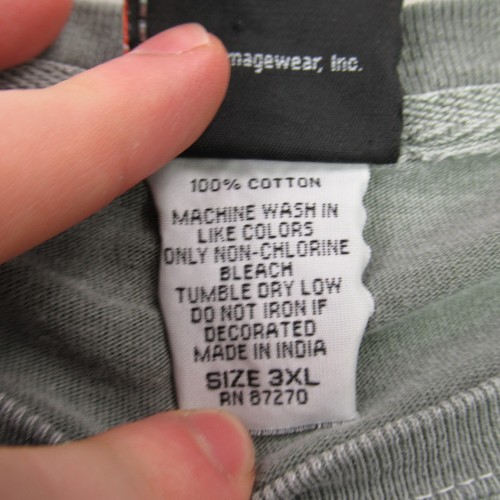 magewear, Inc.
100% COTTON
MACHINE WASH IN
LIKE COLORS
ONLY NON-CHLORINE
BLEACH
TUMBLE DRY LOW
DO NOT IRON IF
DECORATED
MADE IN INDIA
SIZE 3XL
RN 87270